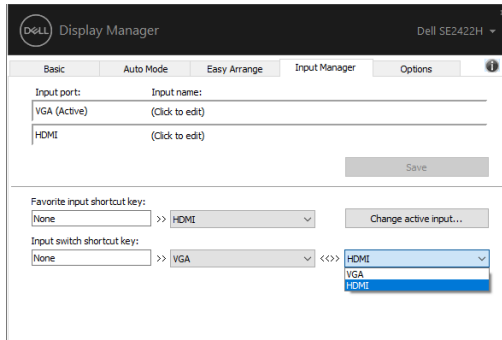 DELL Display Manager Dell SE2422H
Basic Auto Mode Easy Arrange Input Manager Options
Input port: Input name:
VGA (Active) (Click to edit)
HDMI (Click to edit)
Save
Favorite input shortcut key:
None >> HDMI Change active input...
Input switch shortcut key:
None >> VGA <<>> HDMI
VGA
HDMI